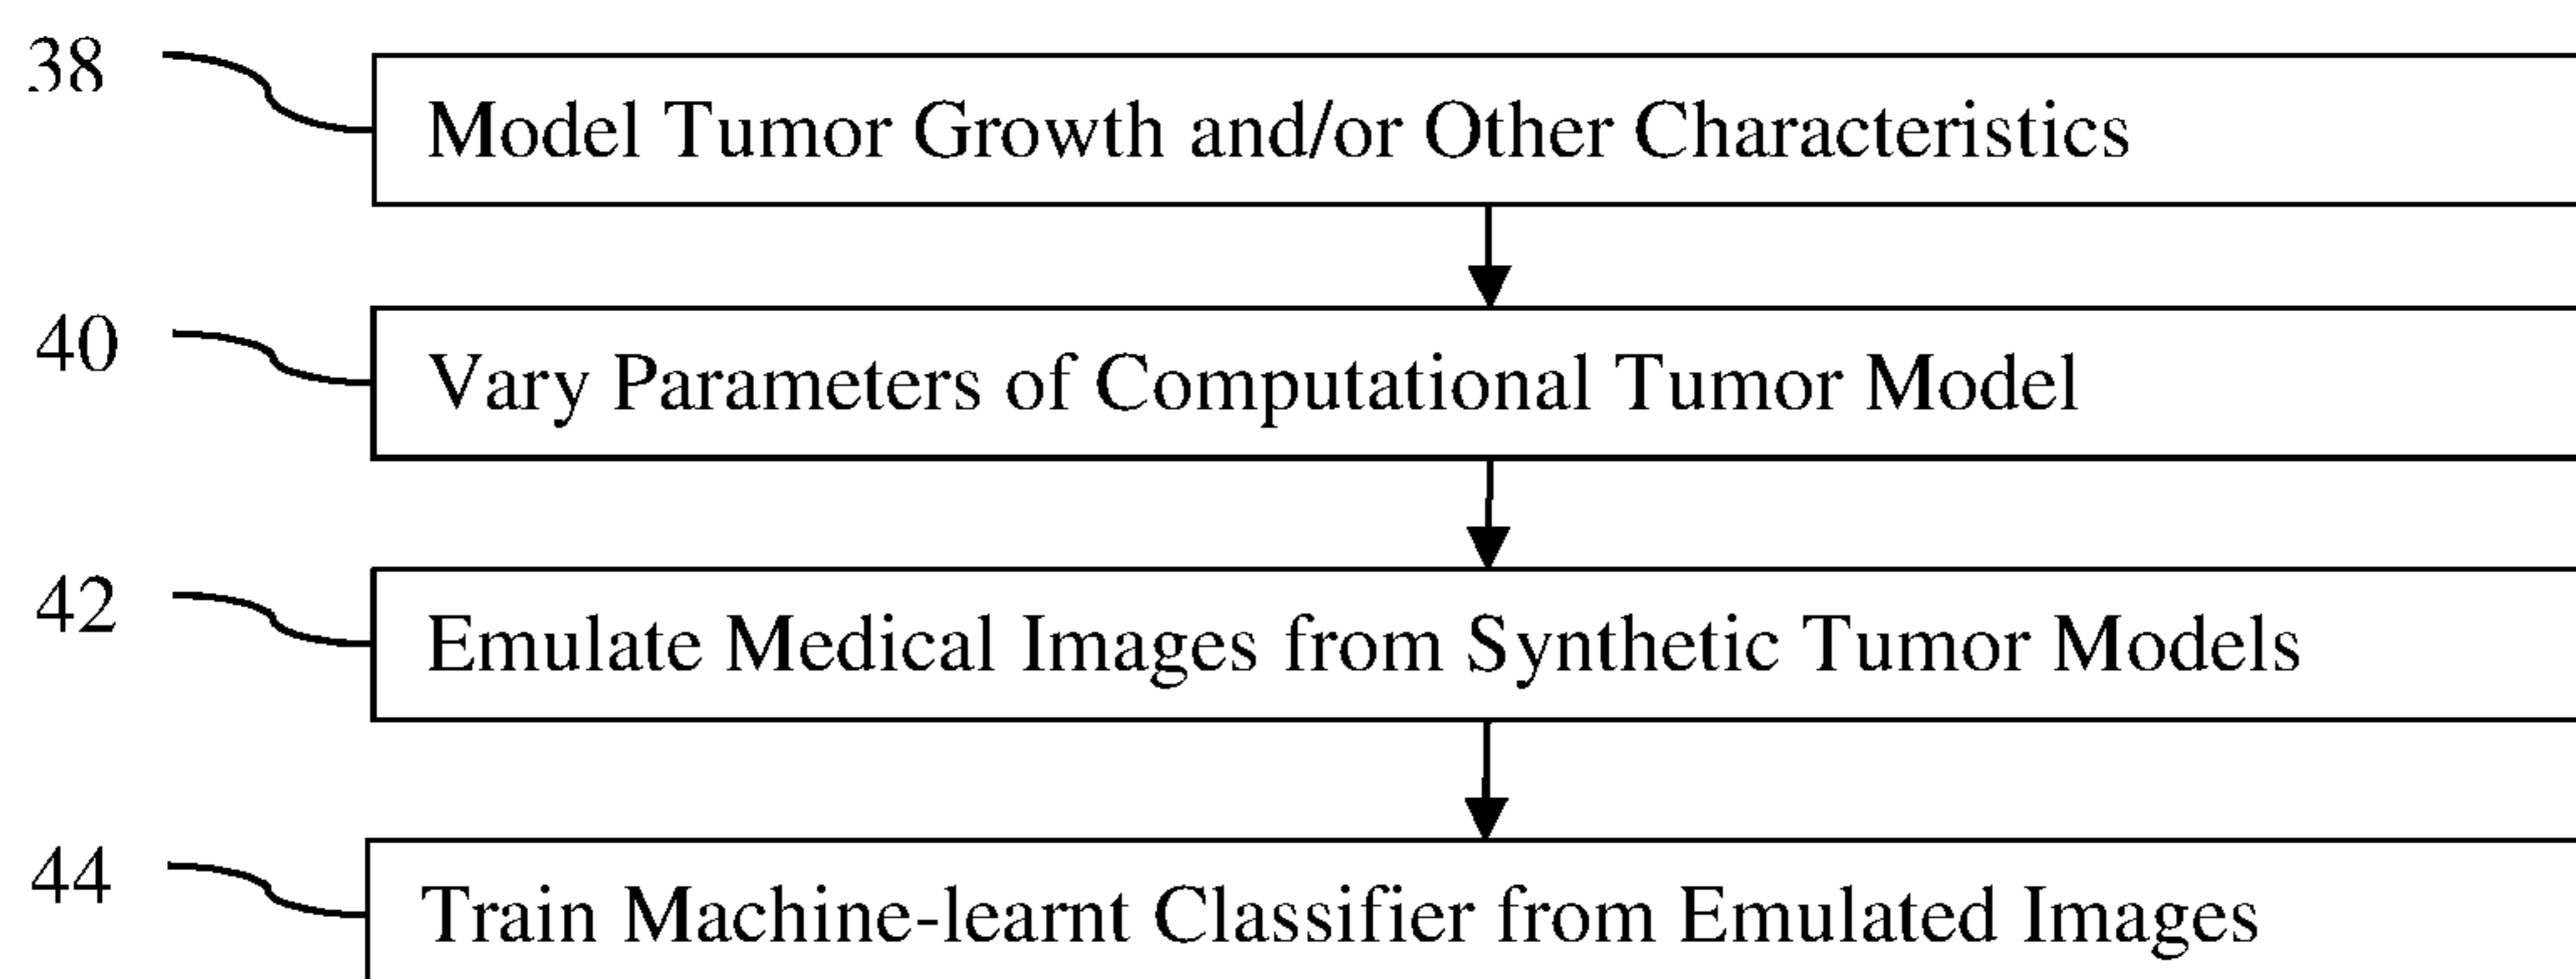 38 Model Tumor Growth and/or Other Characteristics
40 Vary Parameters of Computational Tumor Model
42 Emulate Medical Images from Synthetic Tumor Models
44 Train Machine-learnt Classifier from Emulated Images